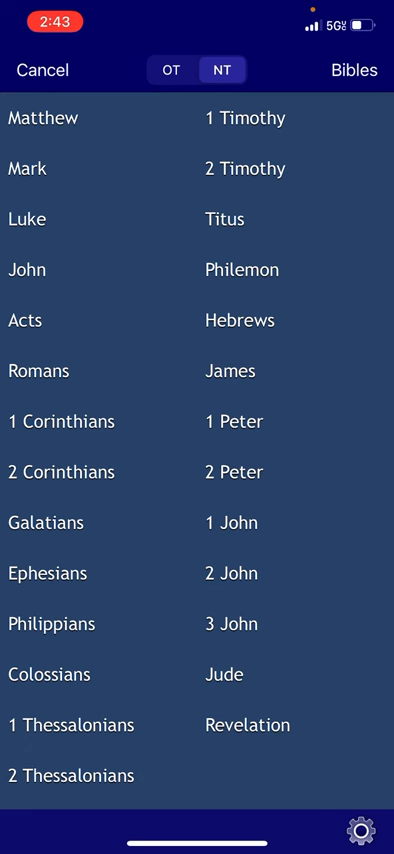 2:43
5G
Cancel
OT
NT
Bibles
Matthew
Mark
Luke
John
Acts
Romans
1 Corinthians
2 Corinthians
Galatians
Ephesians
Philippians
Colossians
1 Thessalonians
2 Thessalonians
1 Timothy
2 Timothy
Titus
Philemon
Hebrews
James
1 Peter
2 Peter
1 John
2 John
3 John
Jude
Revelation